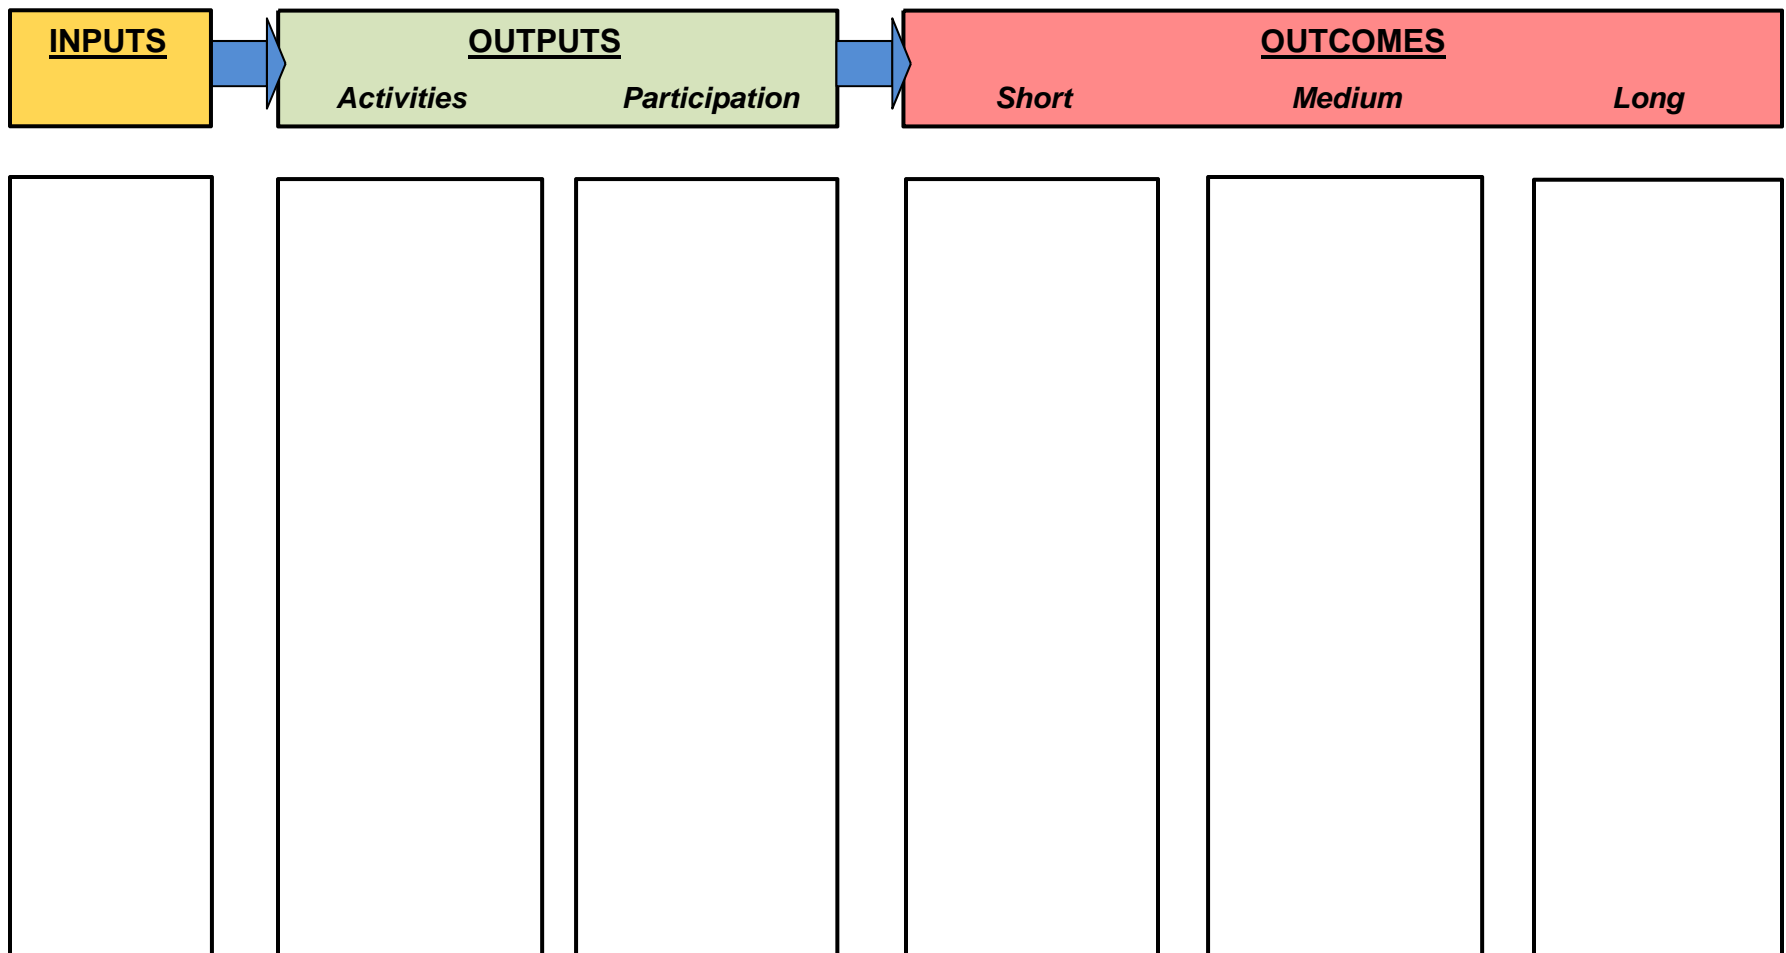 INPUTS
OUTPUTS
Activities Participation
OUTCOMES
Short Medium Long